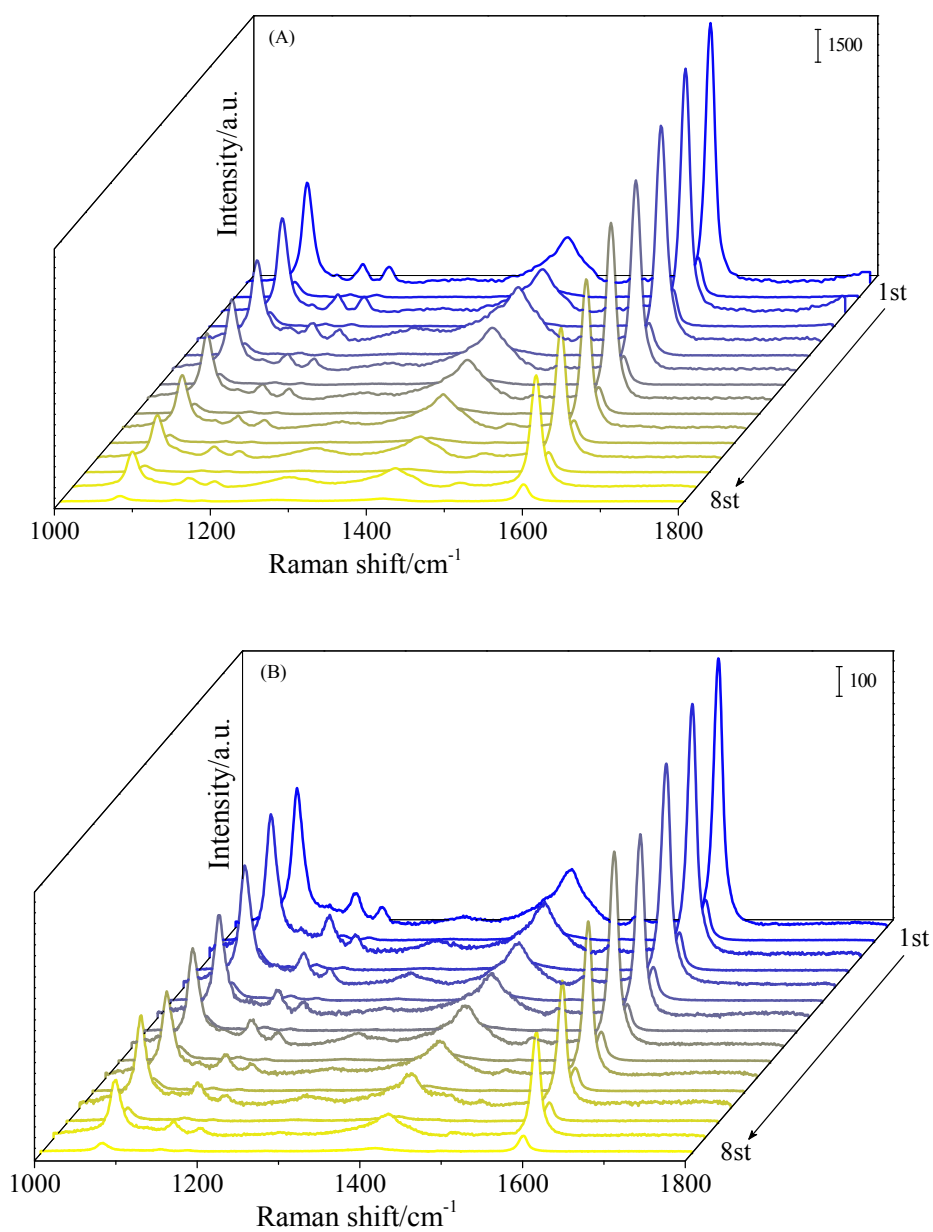 (A)
1500
Intensity/a.u.
1st
8st
1000
1200
1400
1600
1800
Raman shift/cm-1
(B)
100
Intensity/a.u.
1st
8st
1000
1200
1400
1600
1800
Raman shift/cm-1